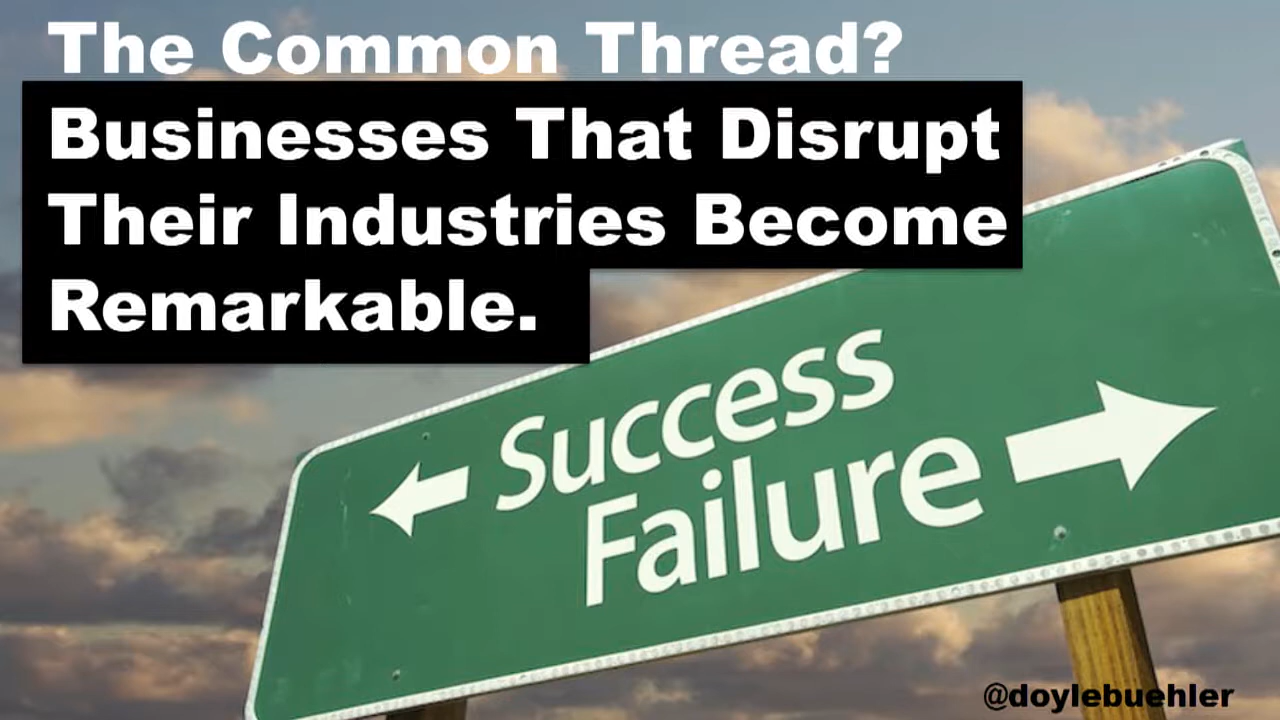 The Common Thread?
Businesses That Disrupt
Their Industries Become
Remarkable.
Success
Failure
@doylebuehler